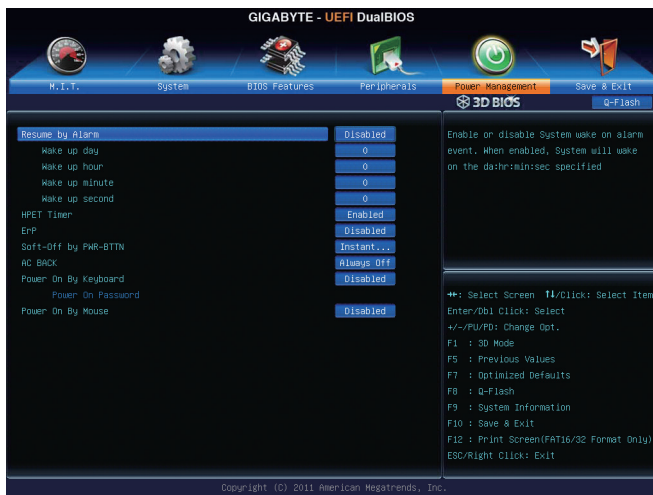 GIGABYTE - UEFI DualBIOS
M.I.T.
System
BIOS Features
Peripherals
Power Management
Save & Exit
3D BIOS
Q-Flash
Resume by Alarm Disabled
Wake up day 0
Wake up hour 0
Wake up minute 0
Wake up second 0
HPET Timer Enabled
ErP Disabled
Soft-Off by PWR-BTTN Instant...
AC BACK Always Off
Power On By Keyboard Disabled
Power On Password
Power On By Mouse Disabled
Enable or disable System wake on alarm
event. When enabled, System will wake
on the da:hr:min:sec specified
→←: Select Screen ↑↓/Click: Select Item
Enter/Dbl Click: Select
+/-/PU/PD: Change Opt.
F1 : 3D Mode
F5 : Previous Values
F7 : Optimized Defaults
F8 : Q-Flash
F9 : System Information
F10 : Save & Exit
F12 : Print Screen(FAT16/32 Format Only)
ESC/Right Click: Exit
Copyright (C) 2011 American Megatrends, Inc.